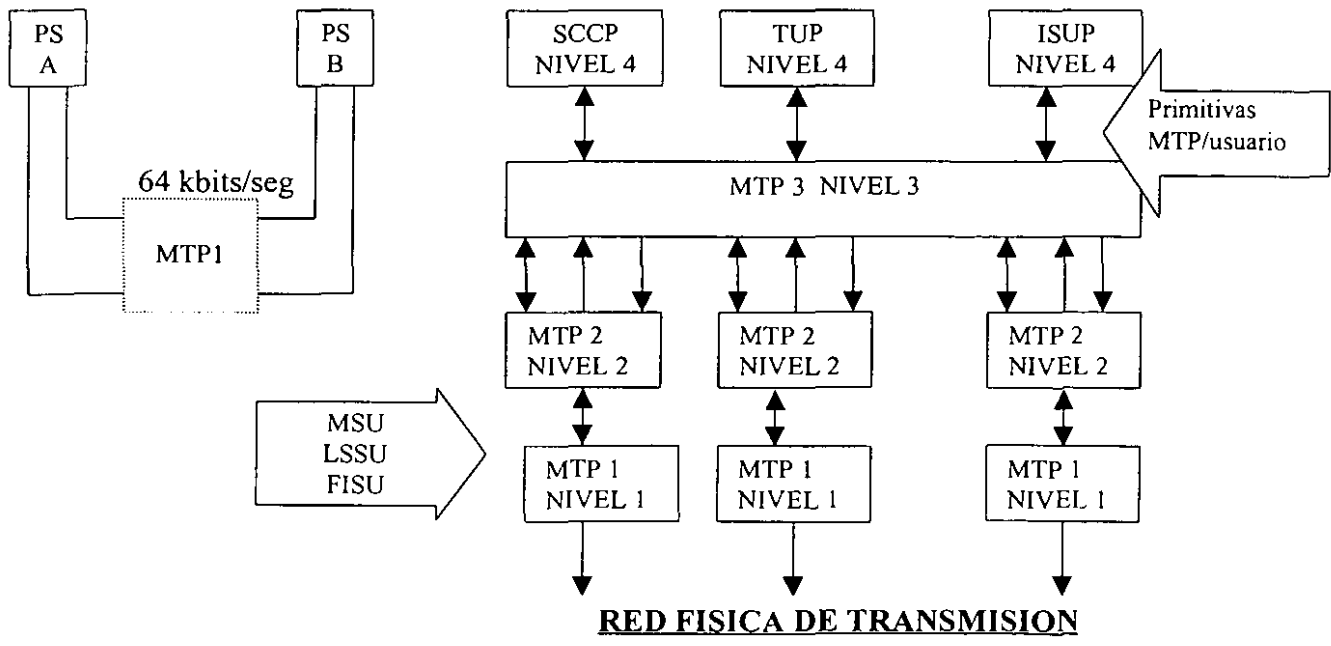 PS
A
PS
B
64 kbits/seg
MTP1
SCCP
NIVEL 4
TUP
NIVEL 4
ISUP
NIVEL 4
Primitivas
MTP/usuario
MTP 3 NIVEL 3
MTP 2
NIVEL 2
MTP 2
NIVEL 2
MTP 2
NIVEL 2
MSU
LSSU
FISU
MTP 1
NIVEL 1
MTP 1
NIVEL 1
MTP 1
NIVEL 1
RED FISICA DE TRANSMISION